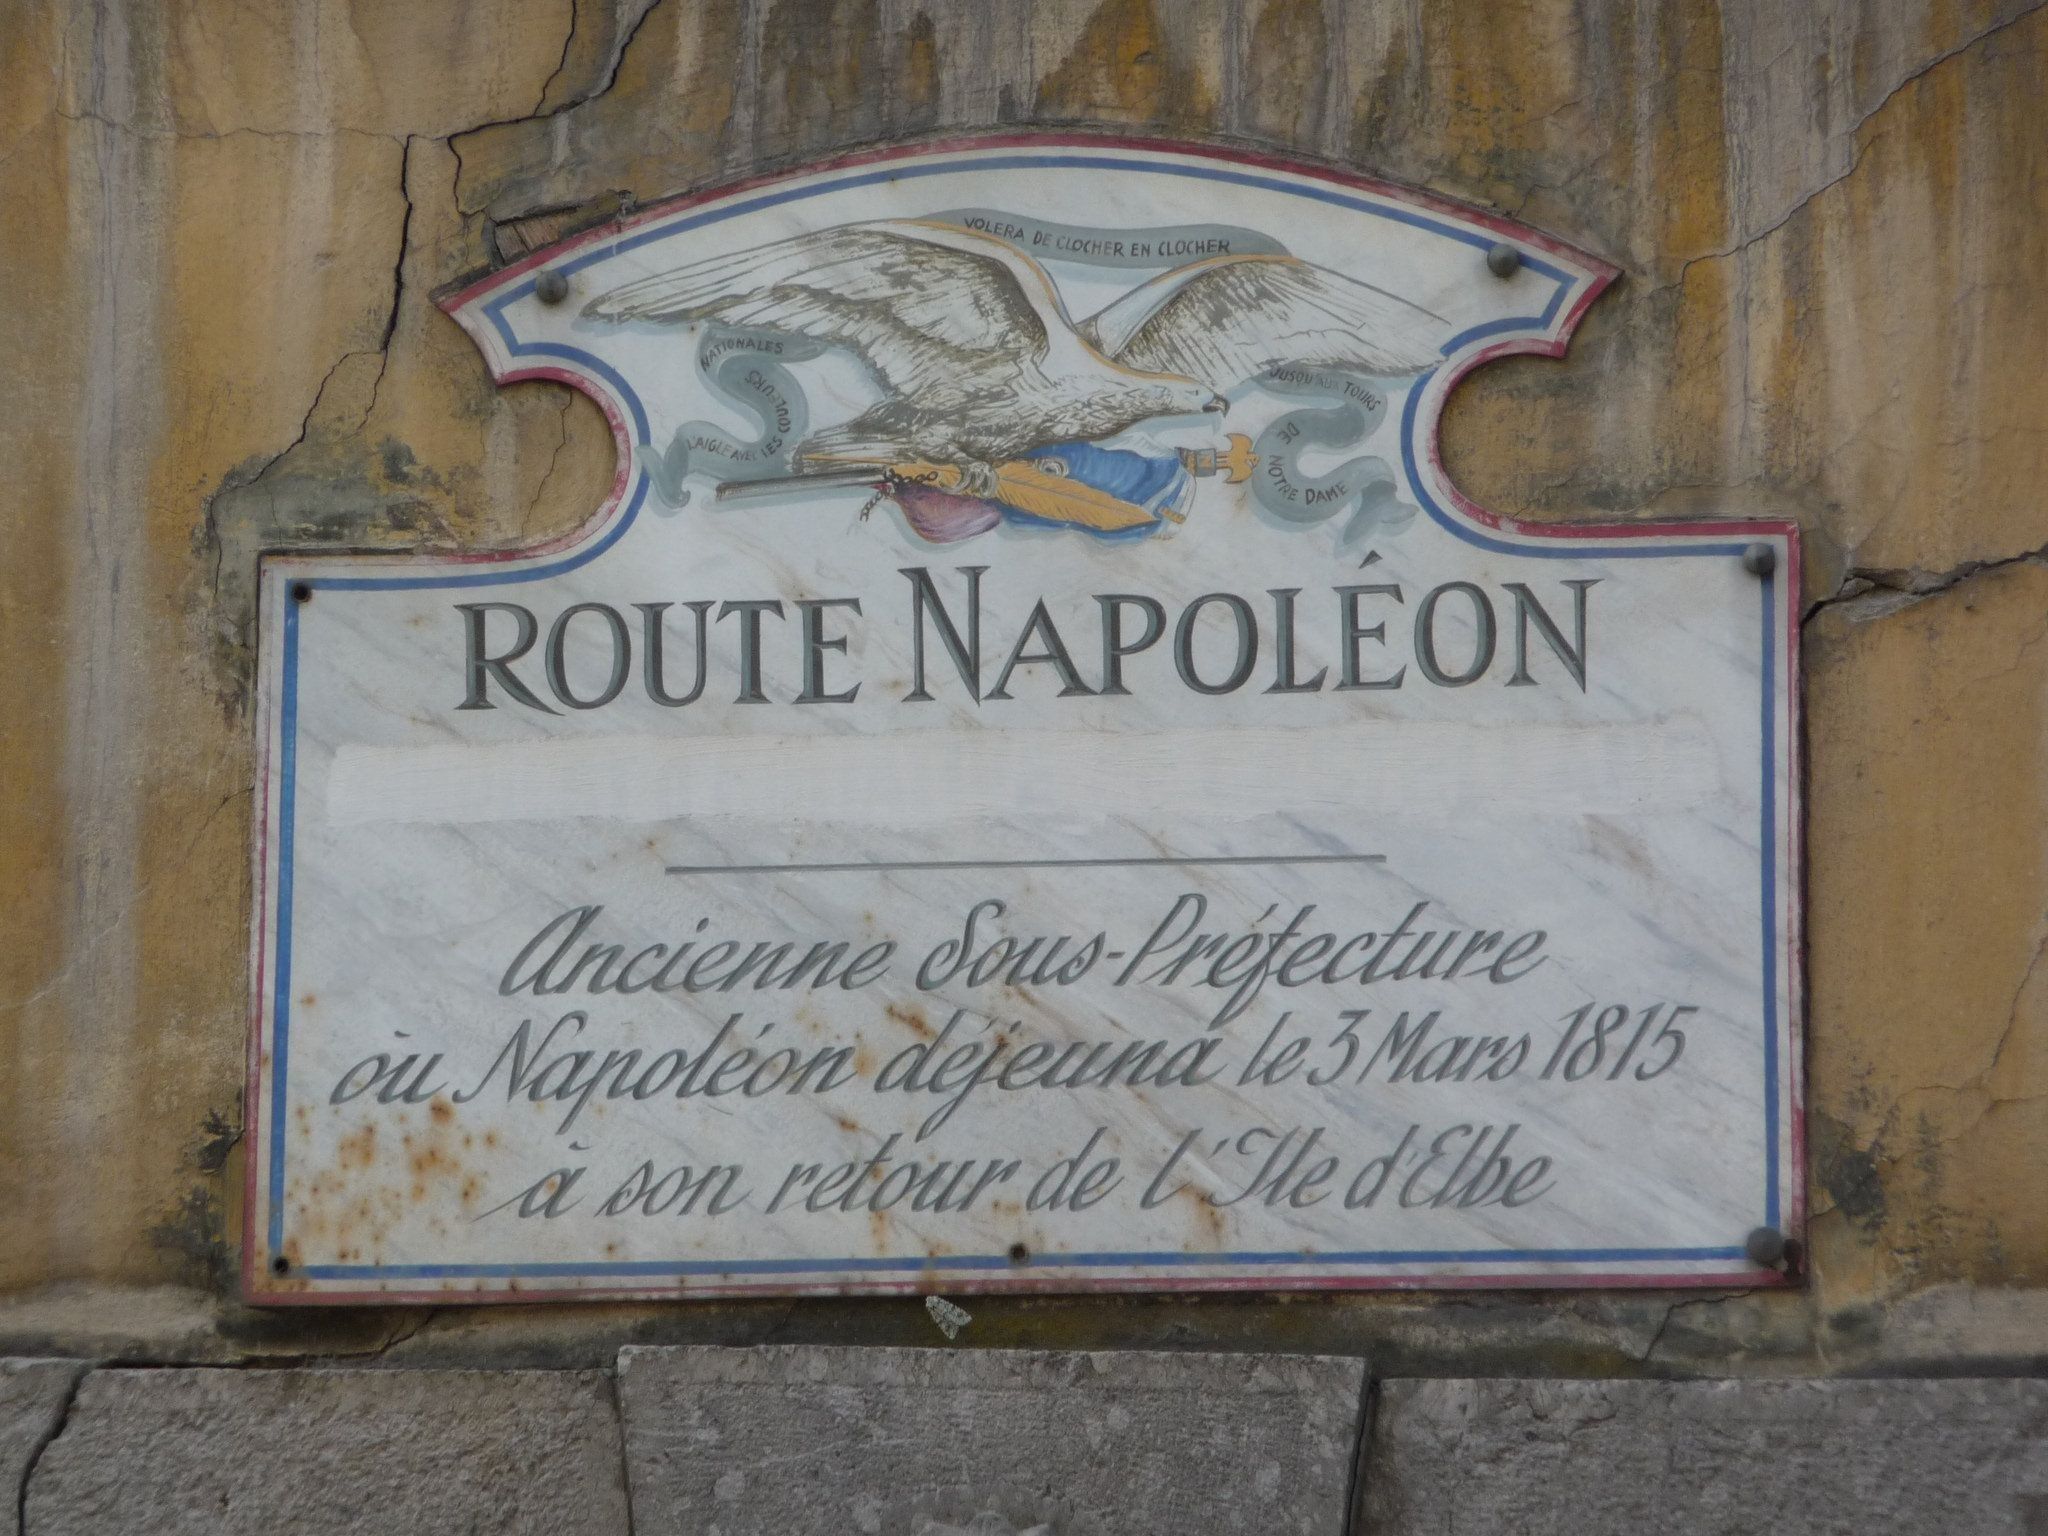 VOLERA DE CLOCHER EN CLOCHER
NATIONALES
L'AIGLE AVEC LES COULEURS
JUSQU'AUX TOURS
DE
NOTRE DAME
N
ROUTE NAPOLÉON
Ancienne Sous-Préfecture
où Napoléon déjeuna le 3 Mars 1815
à son retour de l'Ile d'Elbe